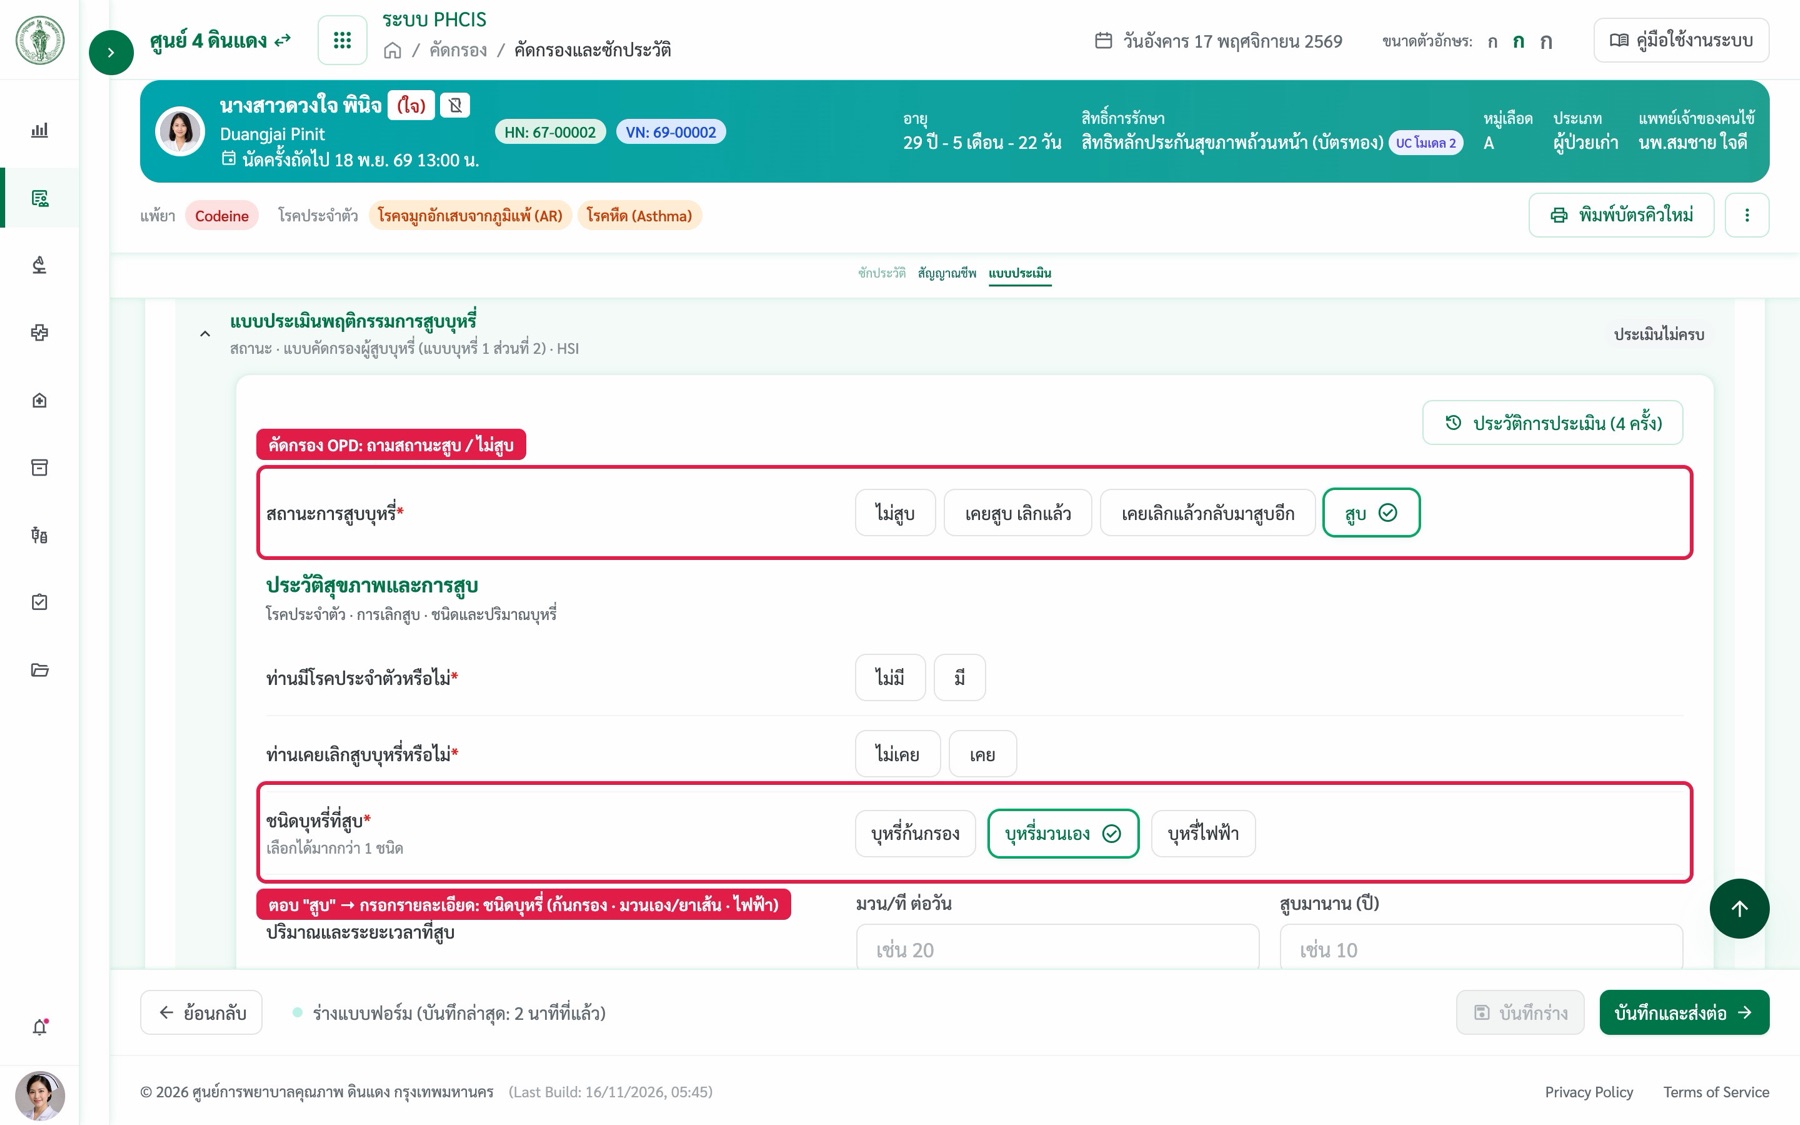 ศูนย์ 4 ดินแดง
ระบบ PHCIS
/ คัดกรอง / คัดกรองและซักประวัติ
วันอังคาร 17 พฤศจิกายน 2569
ขนาดตัวอักษร: ก ก ก
คู่มือใช้งานระบบ
นางสาวดวงใจ พินิจ (ใจ)
Duangjai Pinit
นัดครั้งถัดไป 18 พ.ย. 69 13:00 น.
HN: 67-00002 VN: 69-00002
อายุ
29 ปี - 5 เดือน - 22 วัน
สิทธิ์การรักษา
สิทธิหลักประกันสุขภาพถ้วนหน้า (บัตรทอง) UC โมเดล 2
หมู่เลือด
A
ประเภท
ผู้ป่วยเก่า
แพทย์เจ้าของคนไข้
นพ.สมชาย ใจดี
แพ้ยา Codeine โรคประจำตัว โรคจมูกอักเสบจากภูมิแพ้ (AR) โรคหืด (Asthma)
พิมพ์บัตรคิวใหม่
ซักประวัติ สัญญาณชีพ แบบประเมิน
แบบประเมินพฤติกรรมการสูบบุหรี่
สถานะ · แบบคัดกรองผู้สูบบุหรี่ (แบบบุหรี่ 1 ส่วนที่ 2) · HSI
ประเมินไม่ครบ
ประวัติการประเมิน (4 ครั้ง)
คัดกรอง OPD: ถามสถานะสูบ / ไม่สูบ
สถานะการสูบบุหรี่* ไม่สูบ เคยสูบ เลิกแล้ว เคยเลิกแล้วกลับมาสูบอีก สูบ
ประวัติสุขภาพและการสูบ
โรคประจำตัว · การเลิกสูบ · ชนิดและปริมาณบุหรี่
ท่านมีโรคประจำตัวหรือไม่* ไม่มี มี
ท่านเคยเลิกสูบบุหรี่หรือไม่* ไม่เคย เคย
ชนิดบุหรี่ที่สูบ*
เลือกได้มากกว่า 1 ชนิด
บุหรี่ก้นกรอง บุหรี่มวนเอง บุหรี่ไฟฟ้า
ตอบ "สูบ" → กรอกรายละเอียด: ชนิดบุหรี่ (ก้นกรอง · มวนเอง/ยาเส้น · ไฟฟ้า)
ปริมาณและระยะเวลาที่สูบ
มวน/ที ต่อวัน
เช่น 20
สูบมานาน (ปี)
เช่น 10
ย้อนกลับ
ร่างแบบฟอร์ม (บันทึกล่าสุด: 2 นาทีที่แล้ว)
บันทึกร่าง
บันทึกและส่งต่อ
© 2026 ศูนย์การพยาบาลคุณภาพ ดินแดง กรุงเทพมหานคร (Last Build: 16/11/2026, 05:45)
Privacy Policy Terms of Service